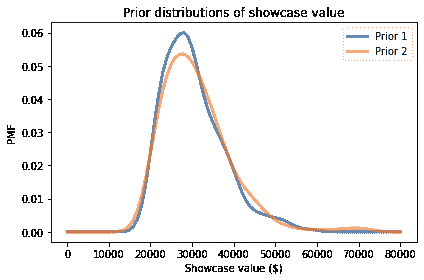 Prior distributions of showcase value
Prior 1
Prior 2
PMF
0.06
0.05
0.04
0.03
0.02
0.01
0.00
0 10000 20000 30000 40000 50000 60000 70000 80000
Showcase value ($)